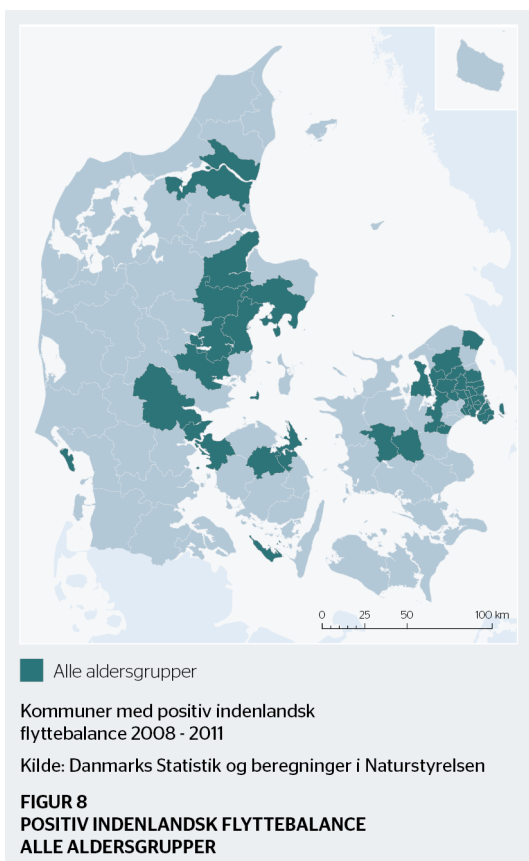 0 25 50 100 km
Alle aldersgrupper
Kommuner med positiv indenlandsk
flyttebalance 2008 - 2011
Kilde: Danmarks Statistik og beregninger i Naturstyrelsen
FIGUR 8
POSITIV INDENLANDSK FLYTTEBALANCE
ALLE ALDERSGRUPPER